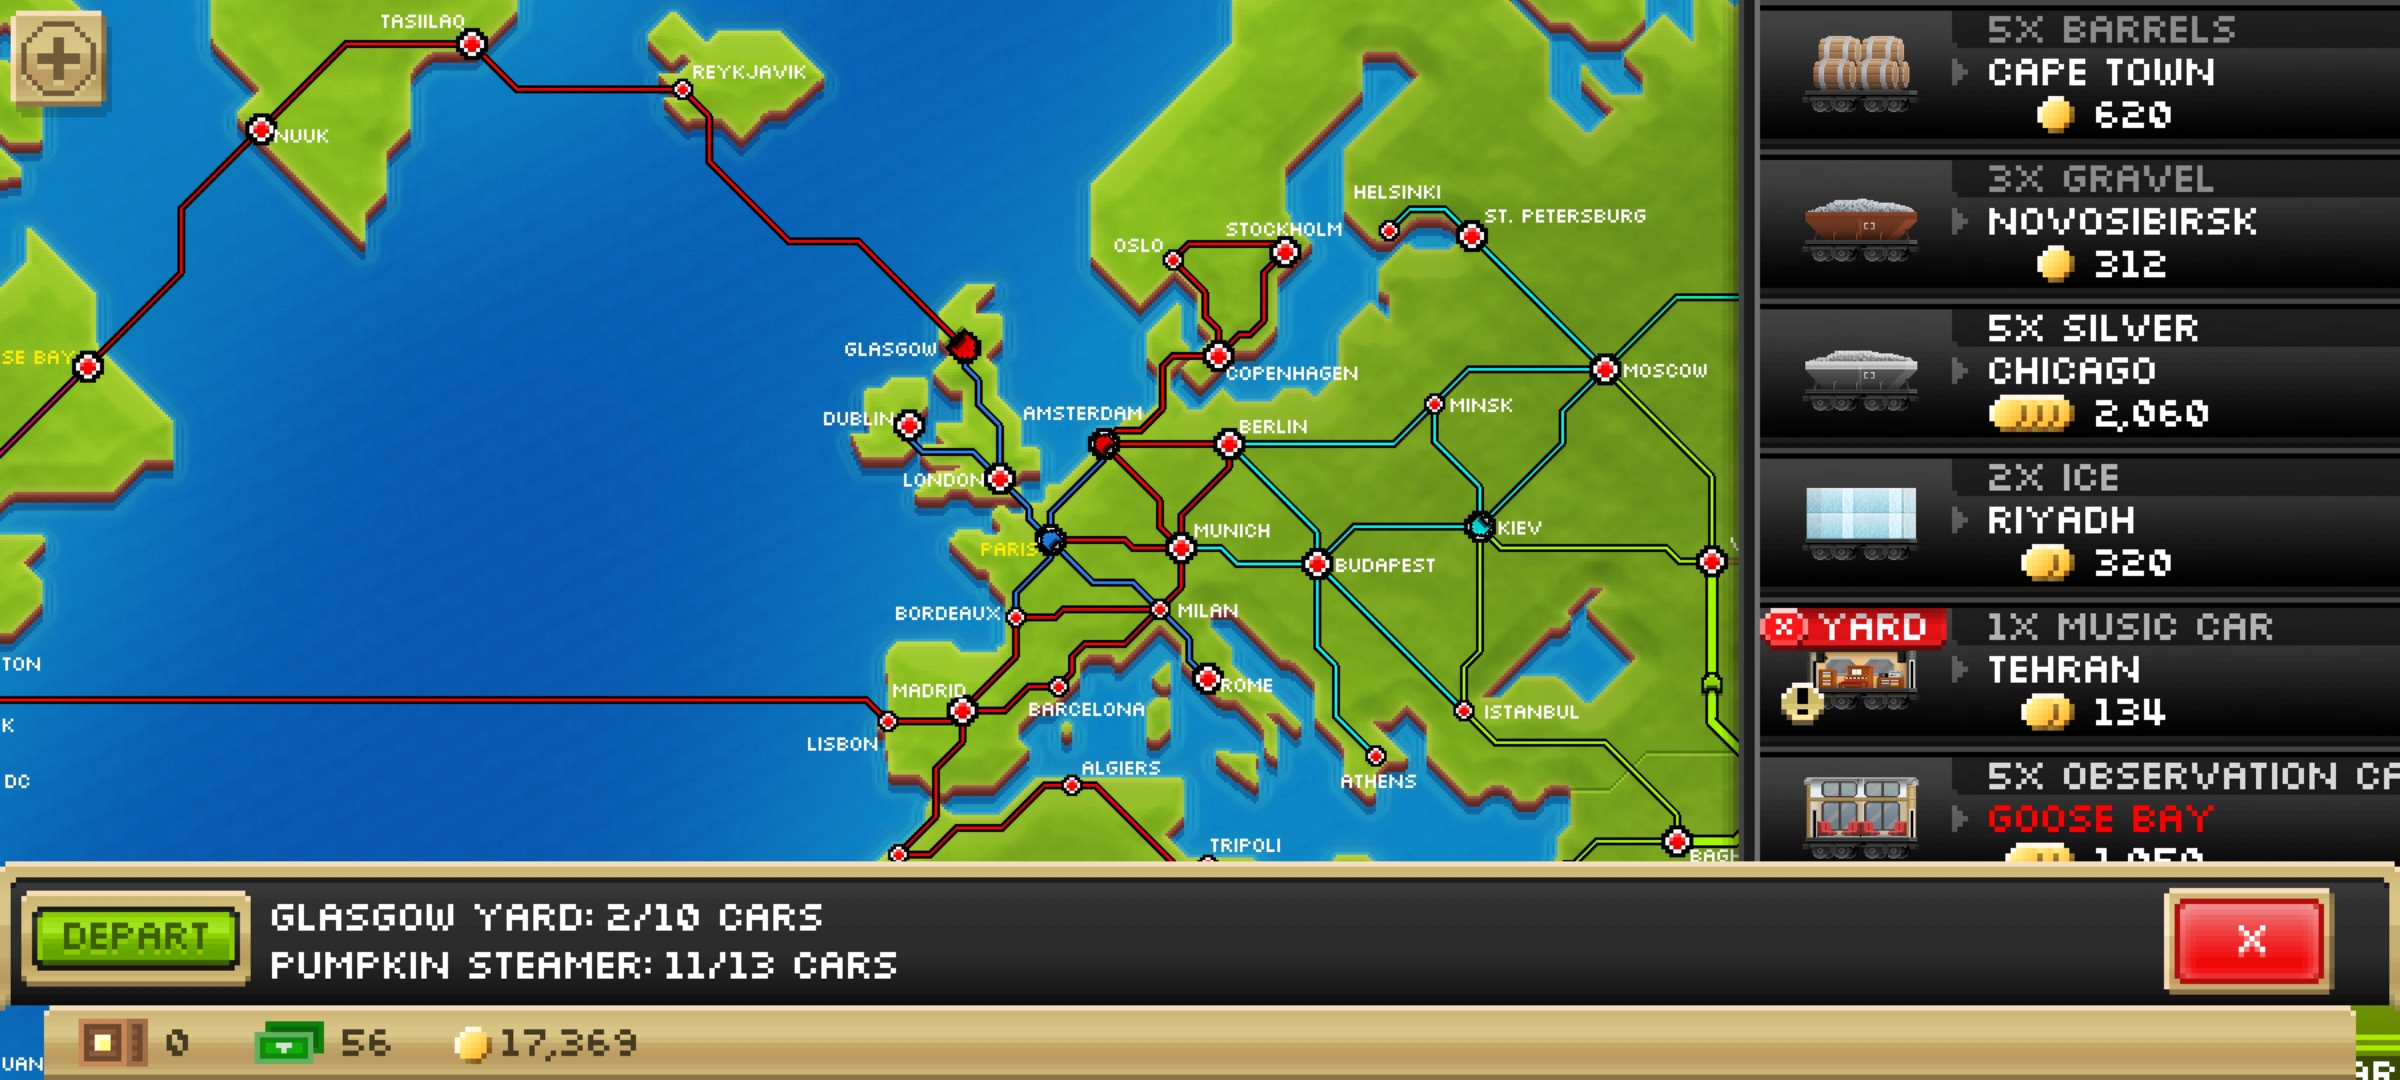 TASIILAQ
REYKJAVIK
NUUK
HELSINKI
ST. PETERSBURG
STOCKHOLM
OSLO
GLASGOW
SE BAY
COPENHAGEN
MOSCOW
AMSTERDAM
MINSK
DUBLIN
BERLIN
LONDON
MUNICH
KIEV
PARIS
BUDAPEST
BORDEAUX
MILAN
TON
ROME
MADRID
BARCELONA
ISTANBUL
K
LISBON
ALGIERS
DC
ATHENS
TRIPOLI
BAGH
5X BARRELS
CAPE TOWN
620
3X GRAVEL
NOVOSIBIRSK
312
5X SILVER
CHICAGO
2,060
2X ICE
RIYADH
320
X YARD
1X MUSIC CAR
TEHRAN
! 134
5X OBSERVATION CA
GOOSE BAY
1,050
DEPART
GLASGOW YARD: 2/10 CARS
PUMPKIN STEAMER: 11/13 CARS
X
0
56
17,369
UAN